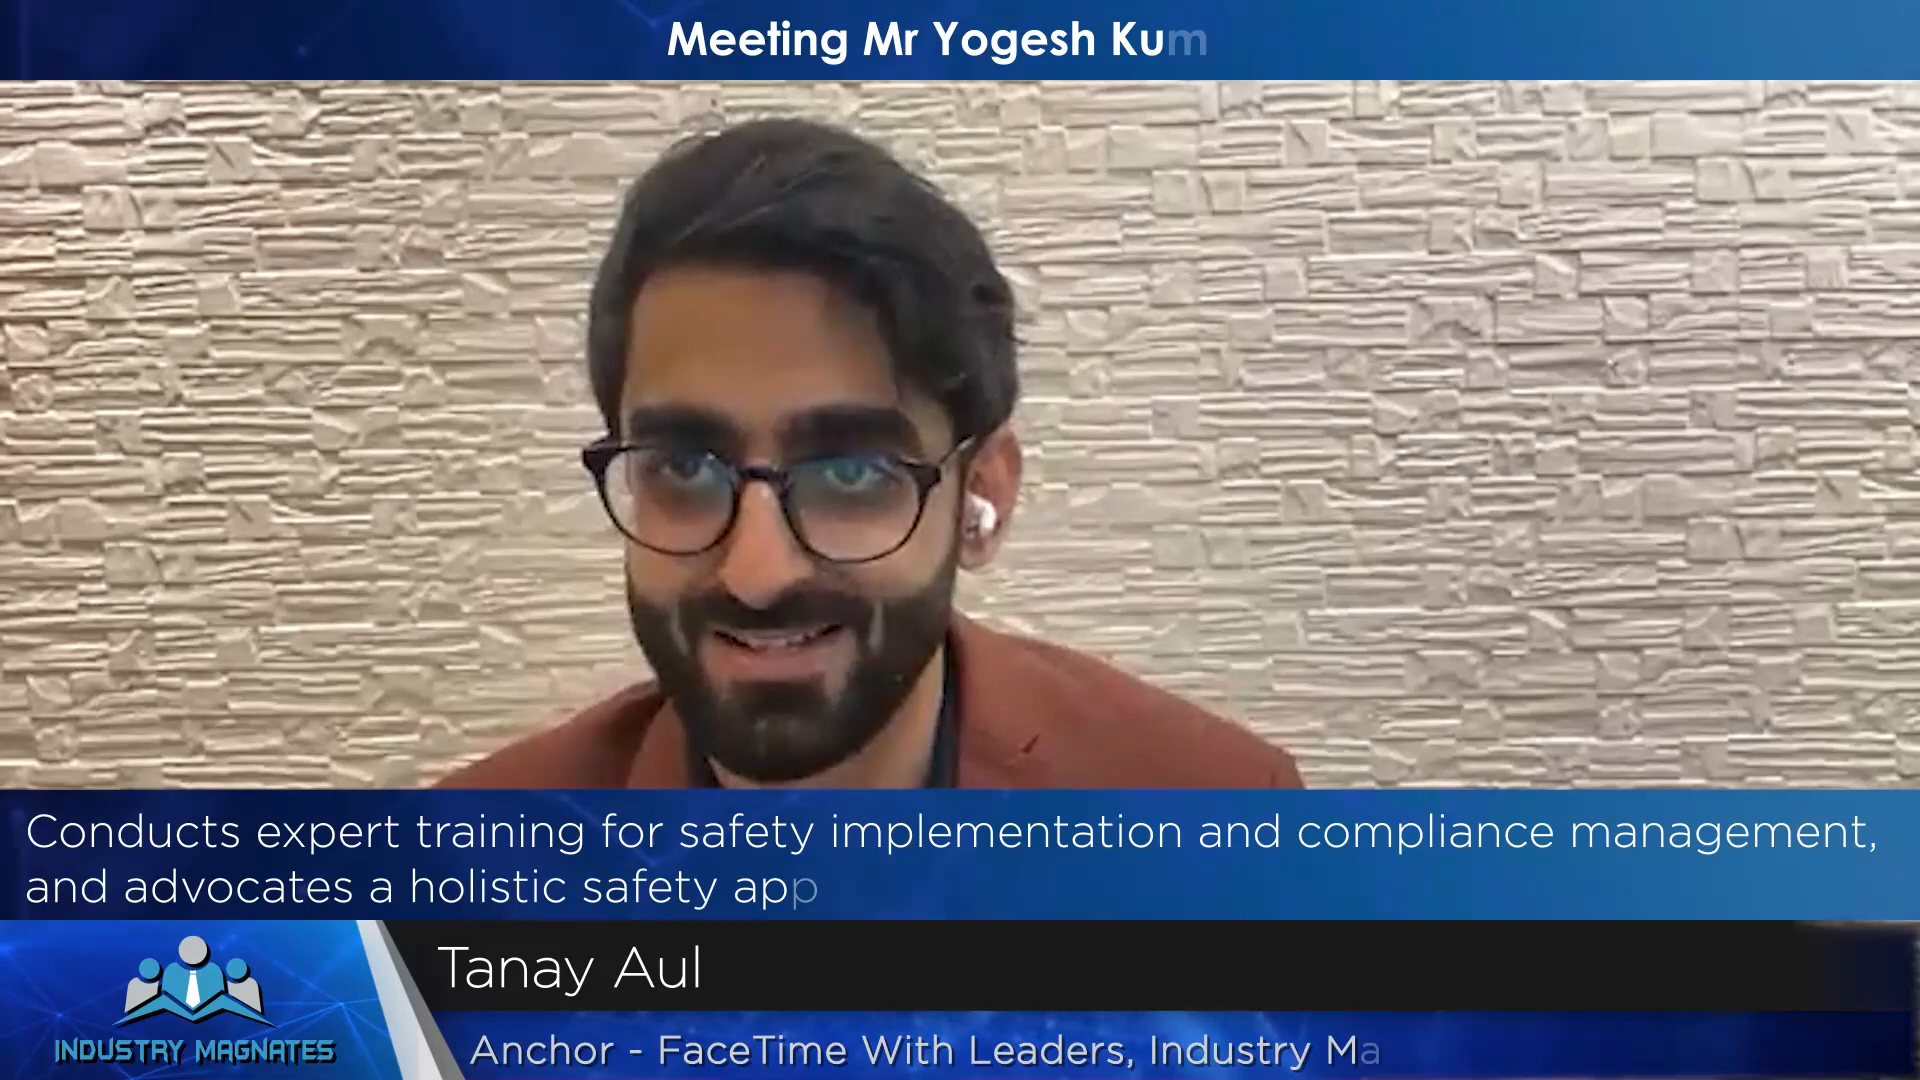 Meeting Mr Yogesh Kum
Conducts expert training for safety implementation and compliance management,
and advocates a holistic safety app
Tanay Aul
INDUSTRY MAGNATES
Anchor - FaceTime With Leaders, Industry Ma